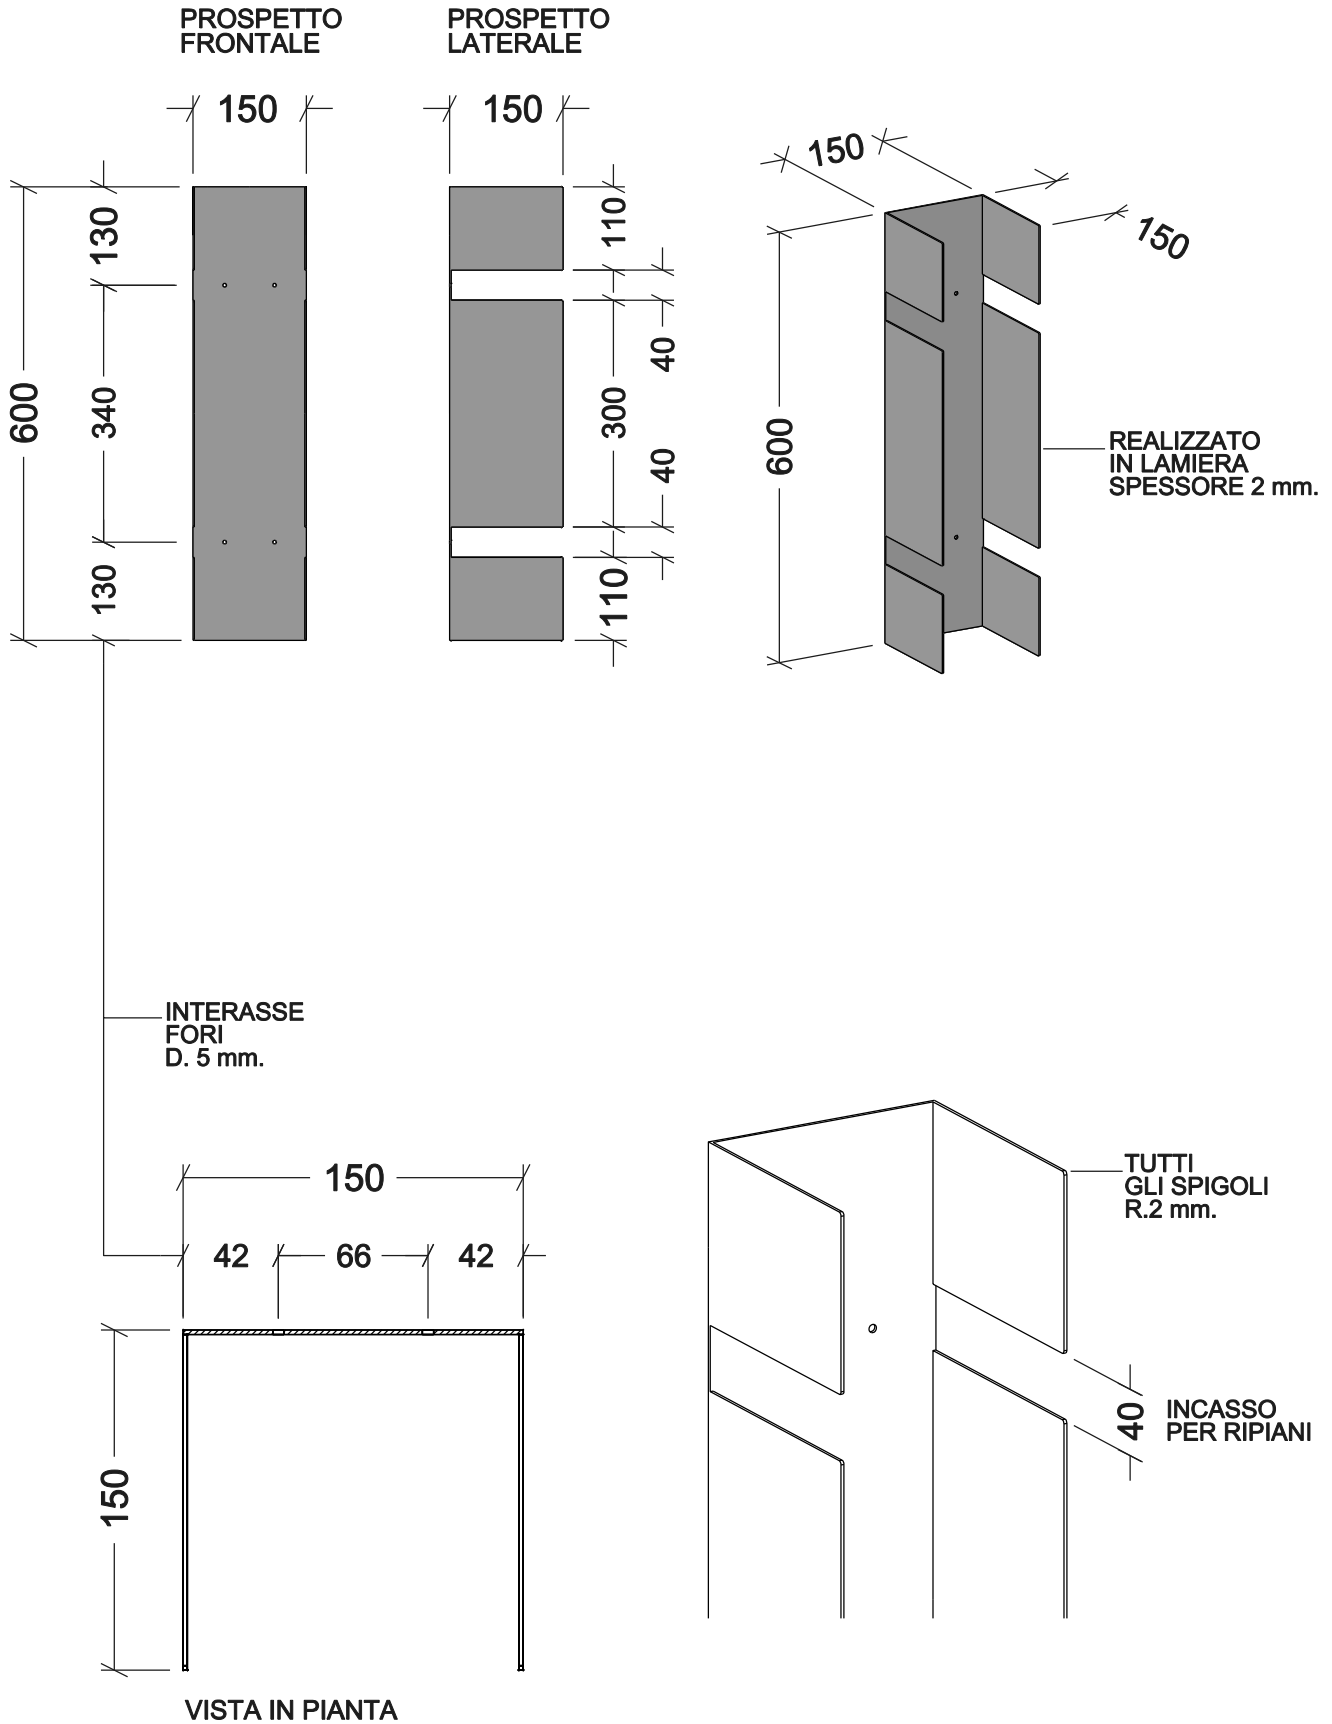 PROSPETTO
FRONTALE
PROSPETTO
LATERALE
150
150
150
150
600
130
340
130
110
40
300
40
110
600
REALIZZATO
IN LAMIERA
SPESSORE 2 mm.
INTERASSE
FORI
D. 5 mm.
150
42
66
42
150
VISTA IN PIANTA
TUTTI
GLI SPIGOLI
R.2 mm.
40
INCASSO
PER RIPIANI